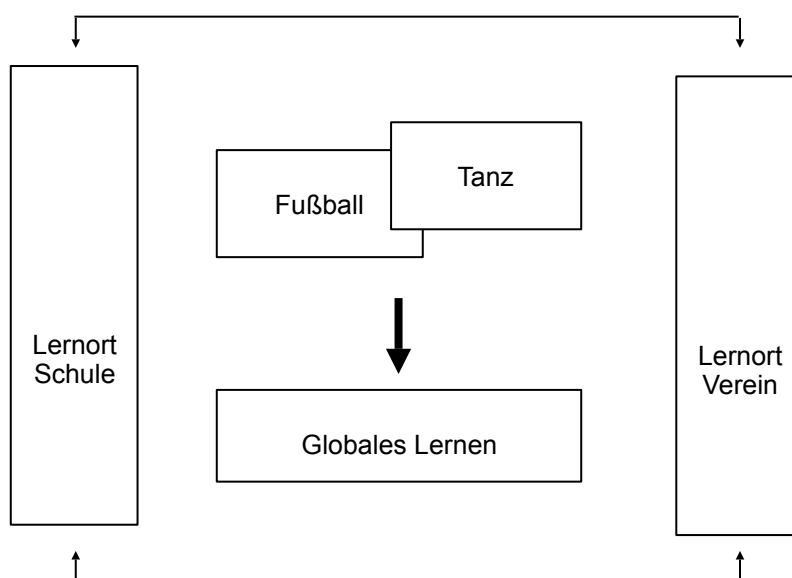 Tanz
Fußball
Lernort
Schule
Lernort
Verein
Globales Lernen